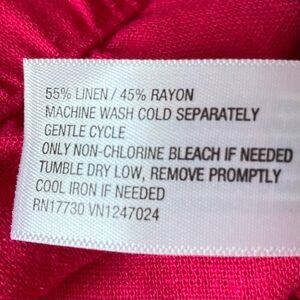 55% LINEN / 45% RAYON
MACHINE WASH COLD SEPARATELY
GENTLE CYCLE
ONLY NON-CHLORINE BLEACH IF NEEDED
TUMBLE DRY LOW, REMOVE PROMPTLY
COOL IRON IF NEEDED
RN17730 VN1247024